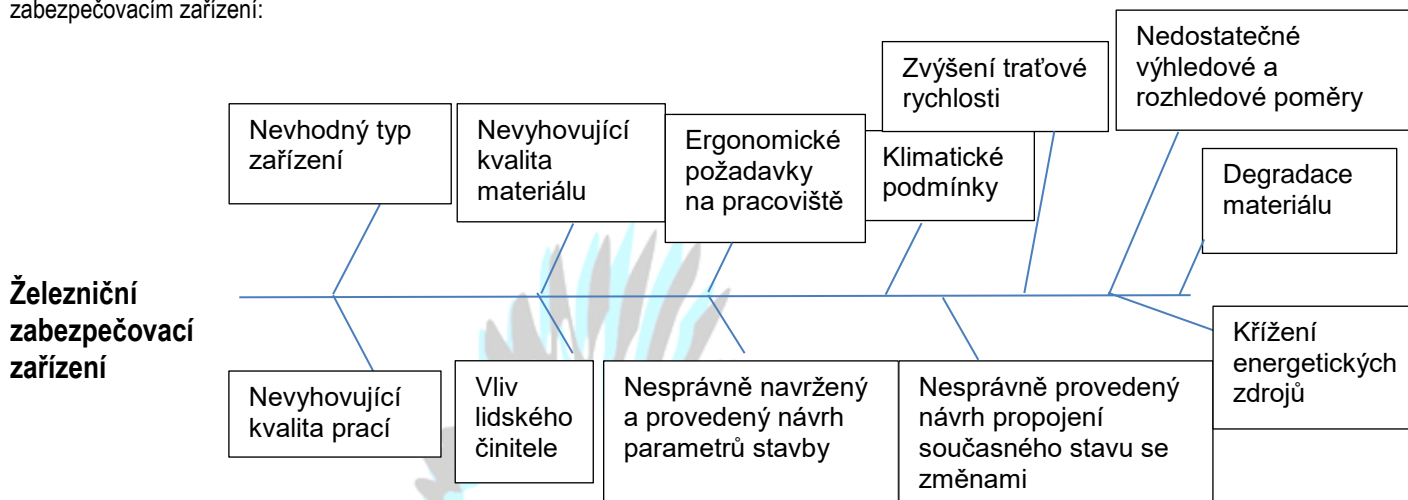 zabezpečovacím zařízení:
Nevhodný typ
zařízení
Nevyhovující
kvalita
materiálu
Ergonomické
požadavky
na pracoviště
Klimatické
podmínky
Zvýšení traťové
rychlosti
Nedostatečné
výhledové a
rozhledové poměry
Degradace
materiálu
Železniční
zabezpečovací
zařízení
Nevyhovující
kvalita prací
Vliv
lidského
činitele
Nesprávně navržený
a provedený návrh
parametrů stavby
Nesprávně provedený
návrh propojení
současného stavu se
změnami
Křížení
energetických
zdrojů